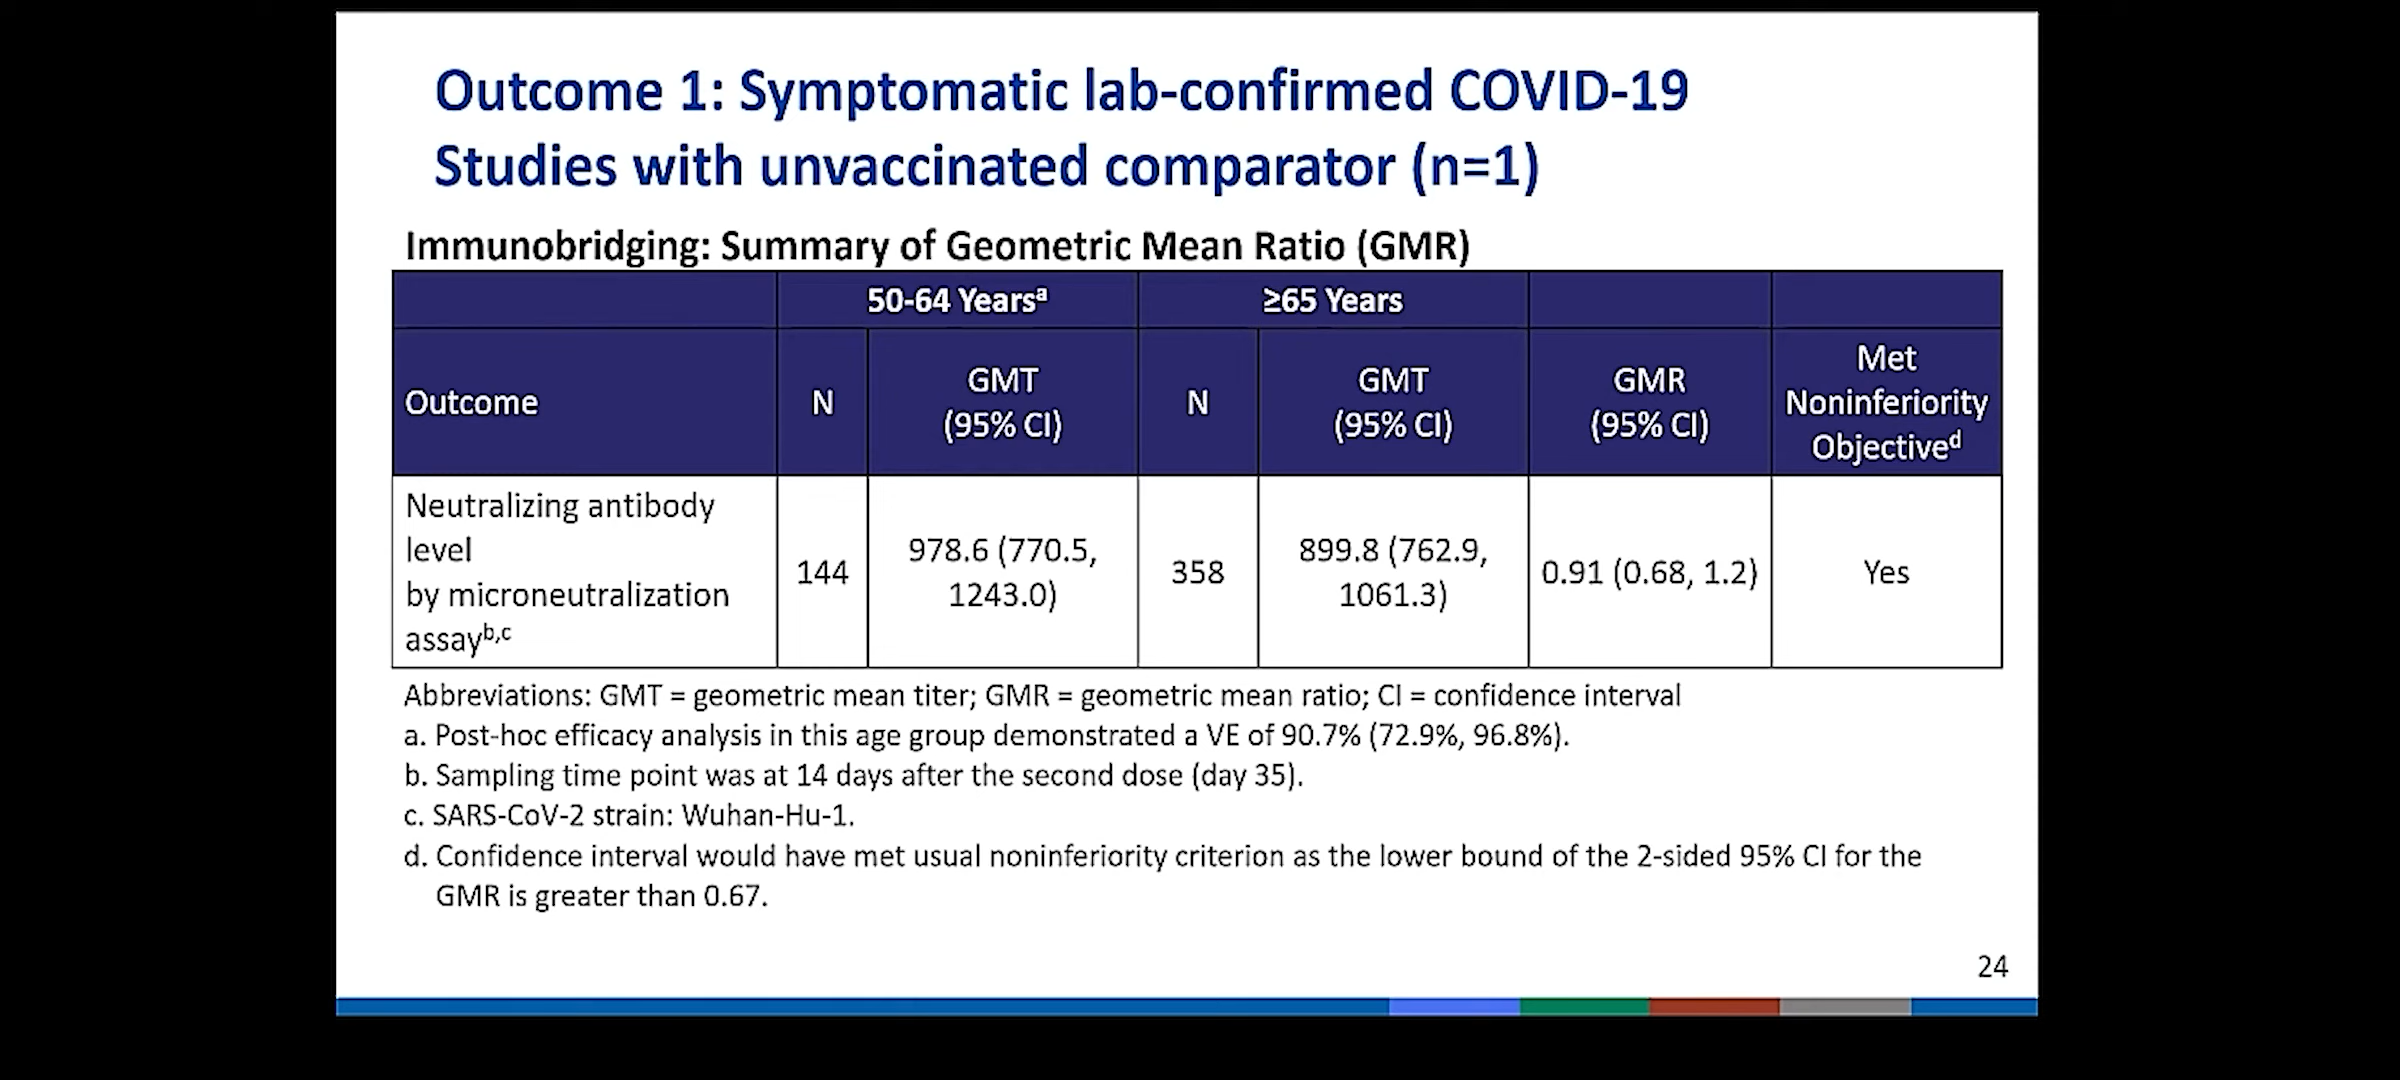 Outcome 1: Symptomatic lab-confirmed COVID-19
Studies with unvaccinated comparator (n=1)
Immunobridging: Summary of Geometric Mean Ratio (GMR)
50-64 Yearsᵃ ≥65 Years
Outcome N GMT (95% CI) N GMT (95% CI) GMR (95% CI) Met Noninferiority Objectiveᵈ
Neutralizing antibody level by microneutralization assayᵇ,ᶜ 144 978.6 (770.5, 1243.0) 358 899.8 (762.9, 1061.3) 0.91 (0.68, 1.2) Yes
Abbreviations: GMT = geometric mean titer; GMR = geometric mean ratio; CI = confidence interval
a. Post-hoc efficacy analysis in this age group demonstrated a VE of 90.7% (72.9%, 96.8%).
b. Sampling time point was at 14 days after the second dose (day 35).
c. SARS-CoV-2 strain: Wuhan-Hu-1.
d. Confidence interval would have met usual noninferiority criterion as the lower bound of the 2-sided 95% CI for the
GMR is greater than 0.67.
24